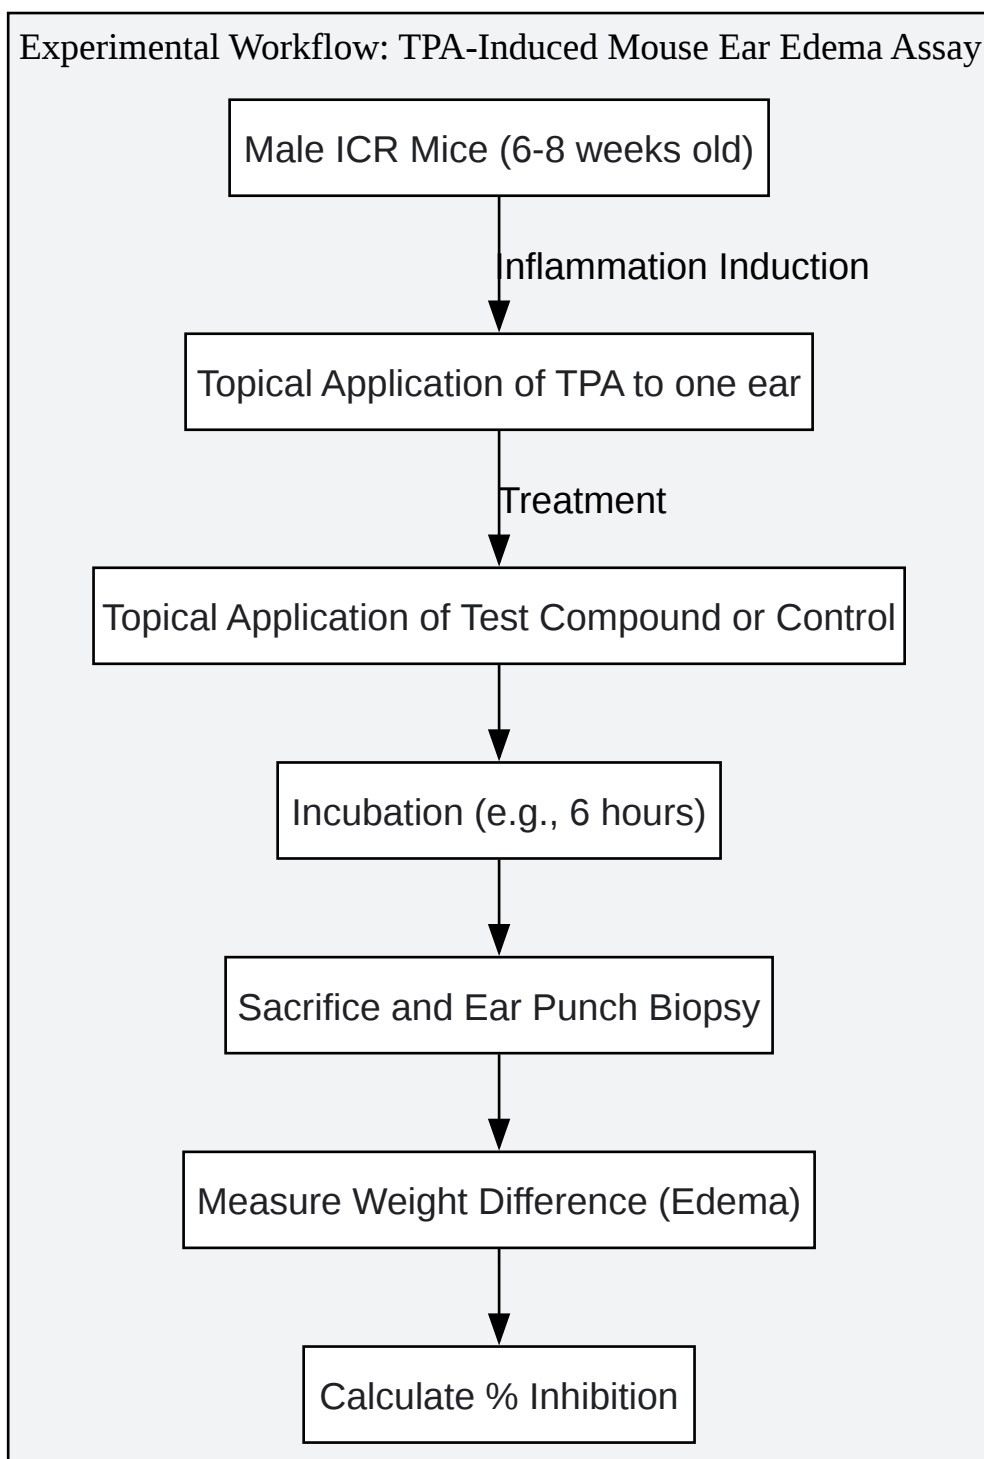 Experimental Workflow: TPA-Induced Mouse Ear Edema Assay
Male ICR Mice (6-8 weeks old)
Inflammation Induction
Topical Application of TPA to one ear
Treatment
Topical Application of Test Compound or Control
Incubation (e.g., 6 hours)
Sacrifice and Ear Punch Biopsy
Measure Weight Difference (Edema)
Calculate % Inhibition